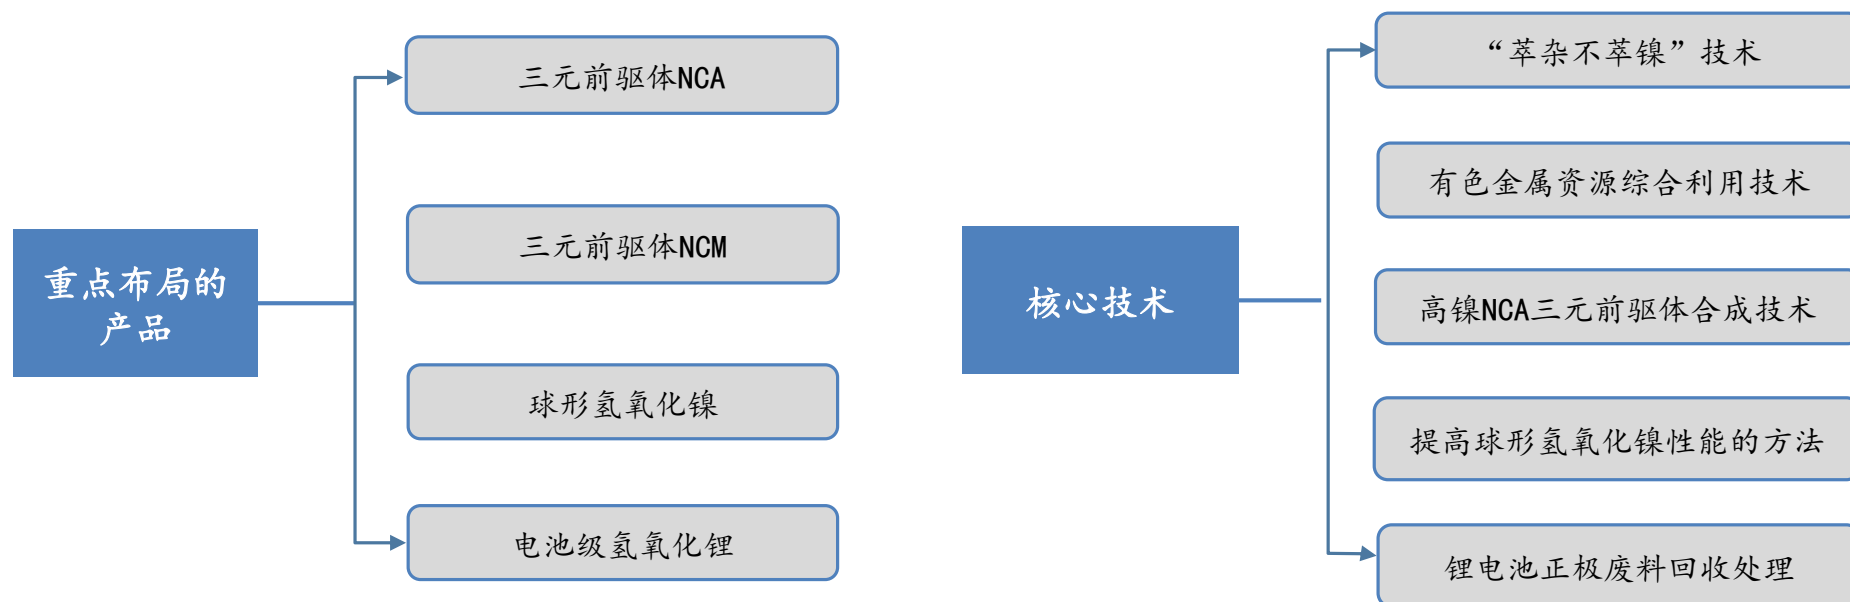 重点布局的
产品
三元前驱体NCA
三元前驱体NCM
球形氢氧化镍
电池级氢氧化锂
核心技术
“萃杂不萃镍”技术
有色金属资源综合利用技术
高镍NCA三元前驱体合成技术
提高球形氢氧化镍性能的方法
锂电池正极废料回收处理